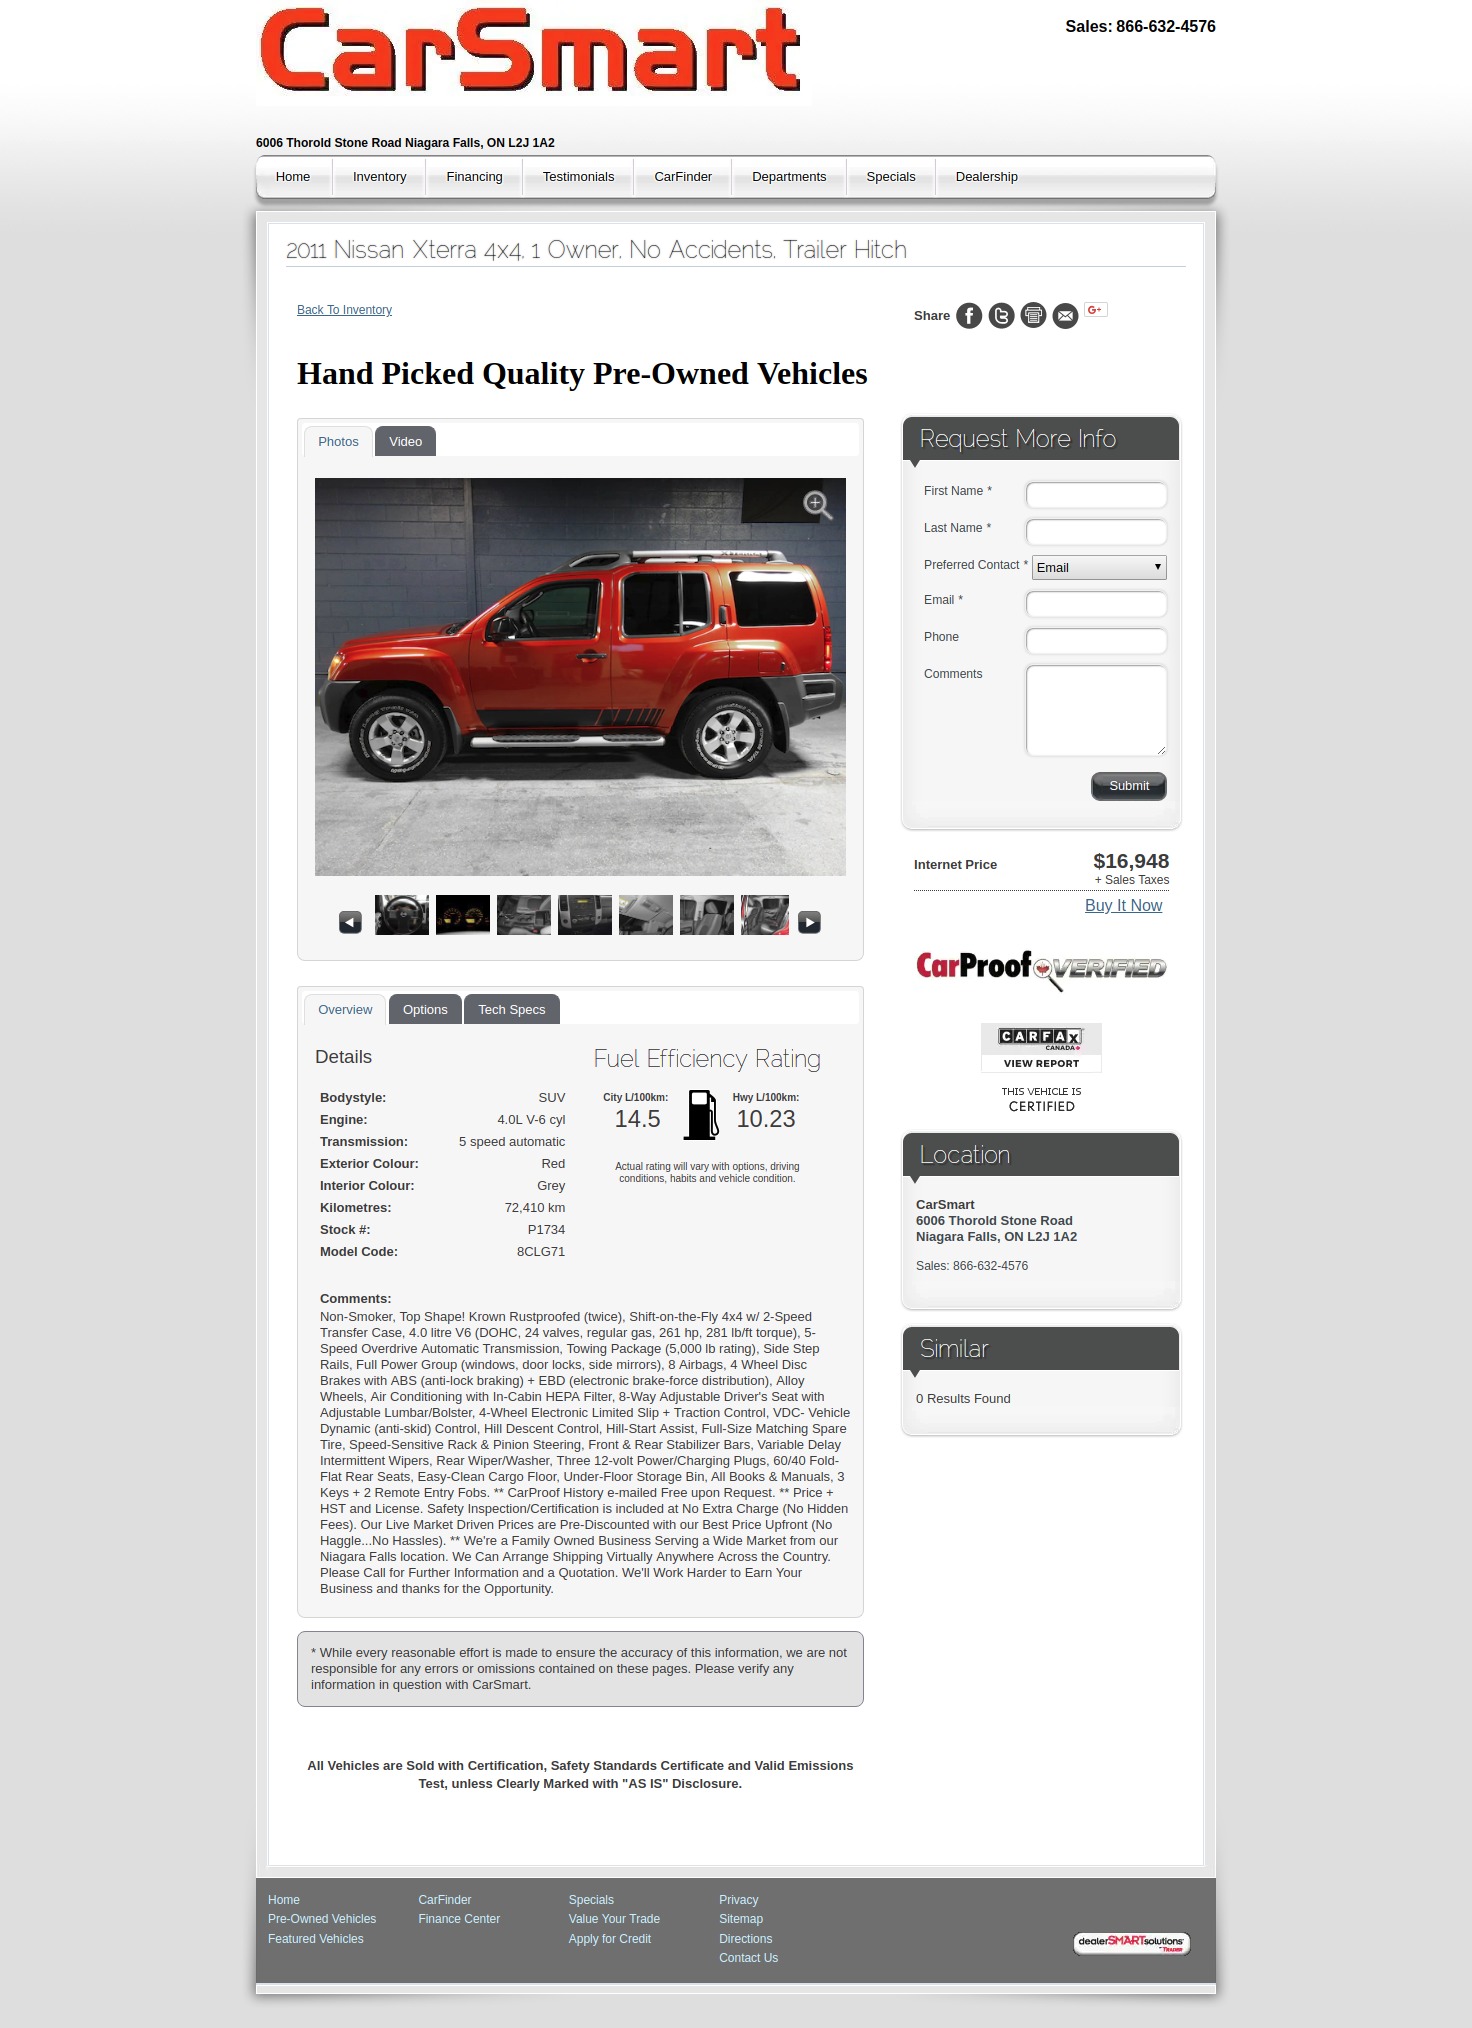 CarSmart
Sales: 866-632-4576
6006 Thorold Stone Road Niagara Falls, ON L2J 1A2
Home
Inventory
Financing
Testimonials
CarFinder
Departments
Specials
Dealership
2011 Nissan Xterra 4x4, 1 Owner, No Accidents, Trailer Hitch
Back To Inventory
Share
G+
Hand Picked Quality Pre-Owned Vehicles
Photos
Video
Request More Info
First Name *
Last Name *
Preferred Contact *
Email
Email *
Phone
Comments
Submit
Internet Price
$16,948
+ Sales Taxes
Buy It Now
CarProof VERIFIED
CARFAX
CANADA
VIEW REPORT
THIS VEHICLE IS
CERTIFIED
Overview
Options
Tech Specs
Details
Bodystyle: SUV
Engine: 4.0L V-6 cyl
Transmission: 5 speed automatic
Exterior Colour: Red
Interior Colour: Grey
Kilometres: 72,410 km
Stock #: P1734
Model Code: 8CLG71
Fuel Efficiency Rating
City L/100km:
14.5
Hwy L/100km:
10.23
Actual rating will vary with options, driving
conditions, habits and vehicle condition.
Comments:
Non-Smoker, Top Shape! Krown Rustproofed (twice), Shift-on-the-Fly 4x4 w/ 2-Speed
Transfer Case, 4.0 litre V6 (DOHC, 24 valves, regular gas, 261 hp, 281 lb/ft torque), 5-
Speed Overdrive Automatic Transmission, Towing Package (5,000 lb rating), Side Step
Rails, Full Power Group (windows, door locks, side mirrors), 8 Airbags, 4 Wheel Disc
Brakes with ABS (anti-lock braking) + EBD (electronic brake-force distribution), Alloy
Wheels, Air Conditioning with In-Cabin HEPA Filter, 8-Way Adjustable Driver's Seat with
Adjustable Lumbar/Bolster, 4-Wheel Electronic Limited Slip + Traction Control, VDC- Vehicle
Dynamic (anti-skid) Control, Hill Descent Control, Hill-Start Assist, Full-Size Matching Spare
Tire, Speed-Sensitive Rack & Pinion Steering, Front & Rear Stabilizer Bars, Variable Delay
Intermittent Wipers, Rear Wiper/Washer, Three 12-volt Power/Charging Plugs, 60/40 Fold-
Flat Rear Seats, Easy-Clean Cargo Floor, Under-Floor Storage Bin, All Books & Manuals, 3
Keys + 2 Remote Entry Fobs. ** CarProof History e-mailed Free upon Request. ** Price +
HST and License. Safety Inspection/Certification is included at No Extra Charge (No Hidden
Fees). Our Live Market Driven Prices are Pre-Discounted with our Best Price Upfront (No
Haggle...No Hassles). ** We're a Family Owned Business Serving a Wide Market from our
Niagara Falls location. We Can Arrange Shipping Virtually Anywhere Across the Country.
Please Call for Further Information and a Quotation. We'll Work Harder to Earn Your
Business and thanks for the Opportunity.
Location
CarSmart
6006 Thorold Stone Road
Niagara Falls, ON L2J 1A2
Sales: 866-632-4576
Similar
0 Results Found
* While every reasonable effort is made to ensure the accuracy of this information, we are not
responsible for any errors or omissions contained on these pages. Please verify any
information in question with CarSmart.
All Vehicles are Sold with Certification, Safety Standards Certificate and Valid Emissions
Test, unless Clearly Marked with "AS IS" Disclosure.
Home
Pre-Owned Vehicles
Featured Vehicles
CarFinder
Finance Center
Specials
Value Your Trade
Apply for Credit
Privacy
Sitemap
Directions
Contact Us
dealerSMARTsolutions
TRADER